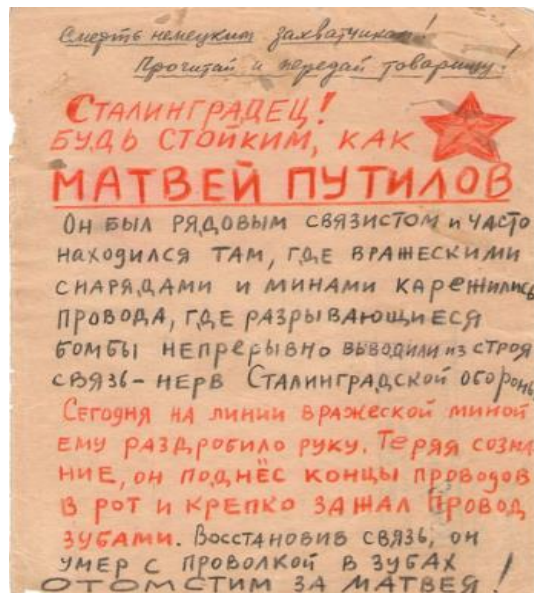 Смерть немецким захватчикам!
Прочитай и передай товарищу!
СТАЛИНГРАДЕЦ!
БУДЬ СТОЙКИМ, КАК
МАТВЕЙ ПУТИЛОВ
ОН БЫЛ РЯДОВЫМ СВЯЗИСТОМ и ЧАСТО
НАХОДИЛСЯ ТАМ, ГДЕ ВРАЖЕСКИМИ
СНАРЯДАМИ И МИНАМИ КАРЕЖИЛИСЬ
ПРОВОДА, ГДЕ РАЗРЫВАЮЩИЕСЯ
БОМБЫ НЕПРЕРЫВНО ВЫВОДИЛИ ИЗ СТРОЯ
СВЯЗЬ - НЕРВ СТАЛИНГРАДСКОЙ ОБОРОНЫ
СЕГОДНЯ НА ЛИНИИ ВРАЖЕСКОЙ МИНОЙ
ЕМУ РАЗДРОБИЛО РУКУ. ТЕРЯЯ СОЗНА
НИЕ, ОН ПОДНЁС КОНЦЫ ПРОВОДОВ
В РОТ И КРЕПКО ЗАЖАЛ ПРОВОД
ЗУБАМИ. ВОССТАНОВИВ СВЯЗЬ, ОН
УМЕР С ПРОВОЛКОЙ В ЗУБАХ
ОТОМСТИМ ЗА МАТВЕЯ!